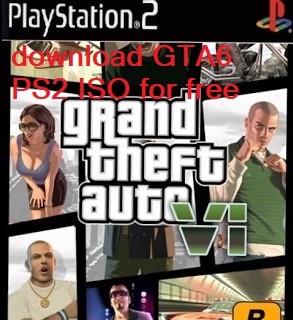 PlayStation.2
download GTA6
PS2 ISO for free
grand
theft
auto
VI
R